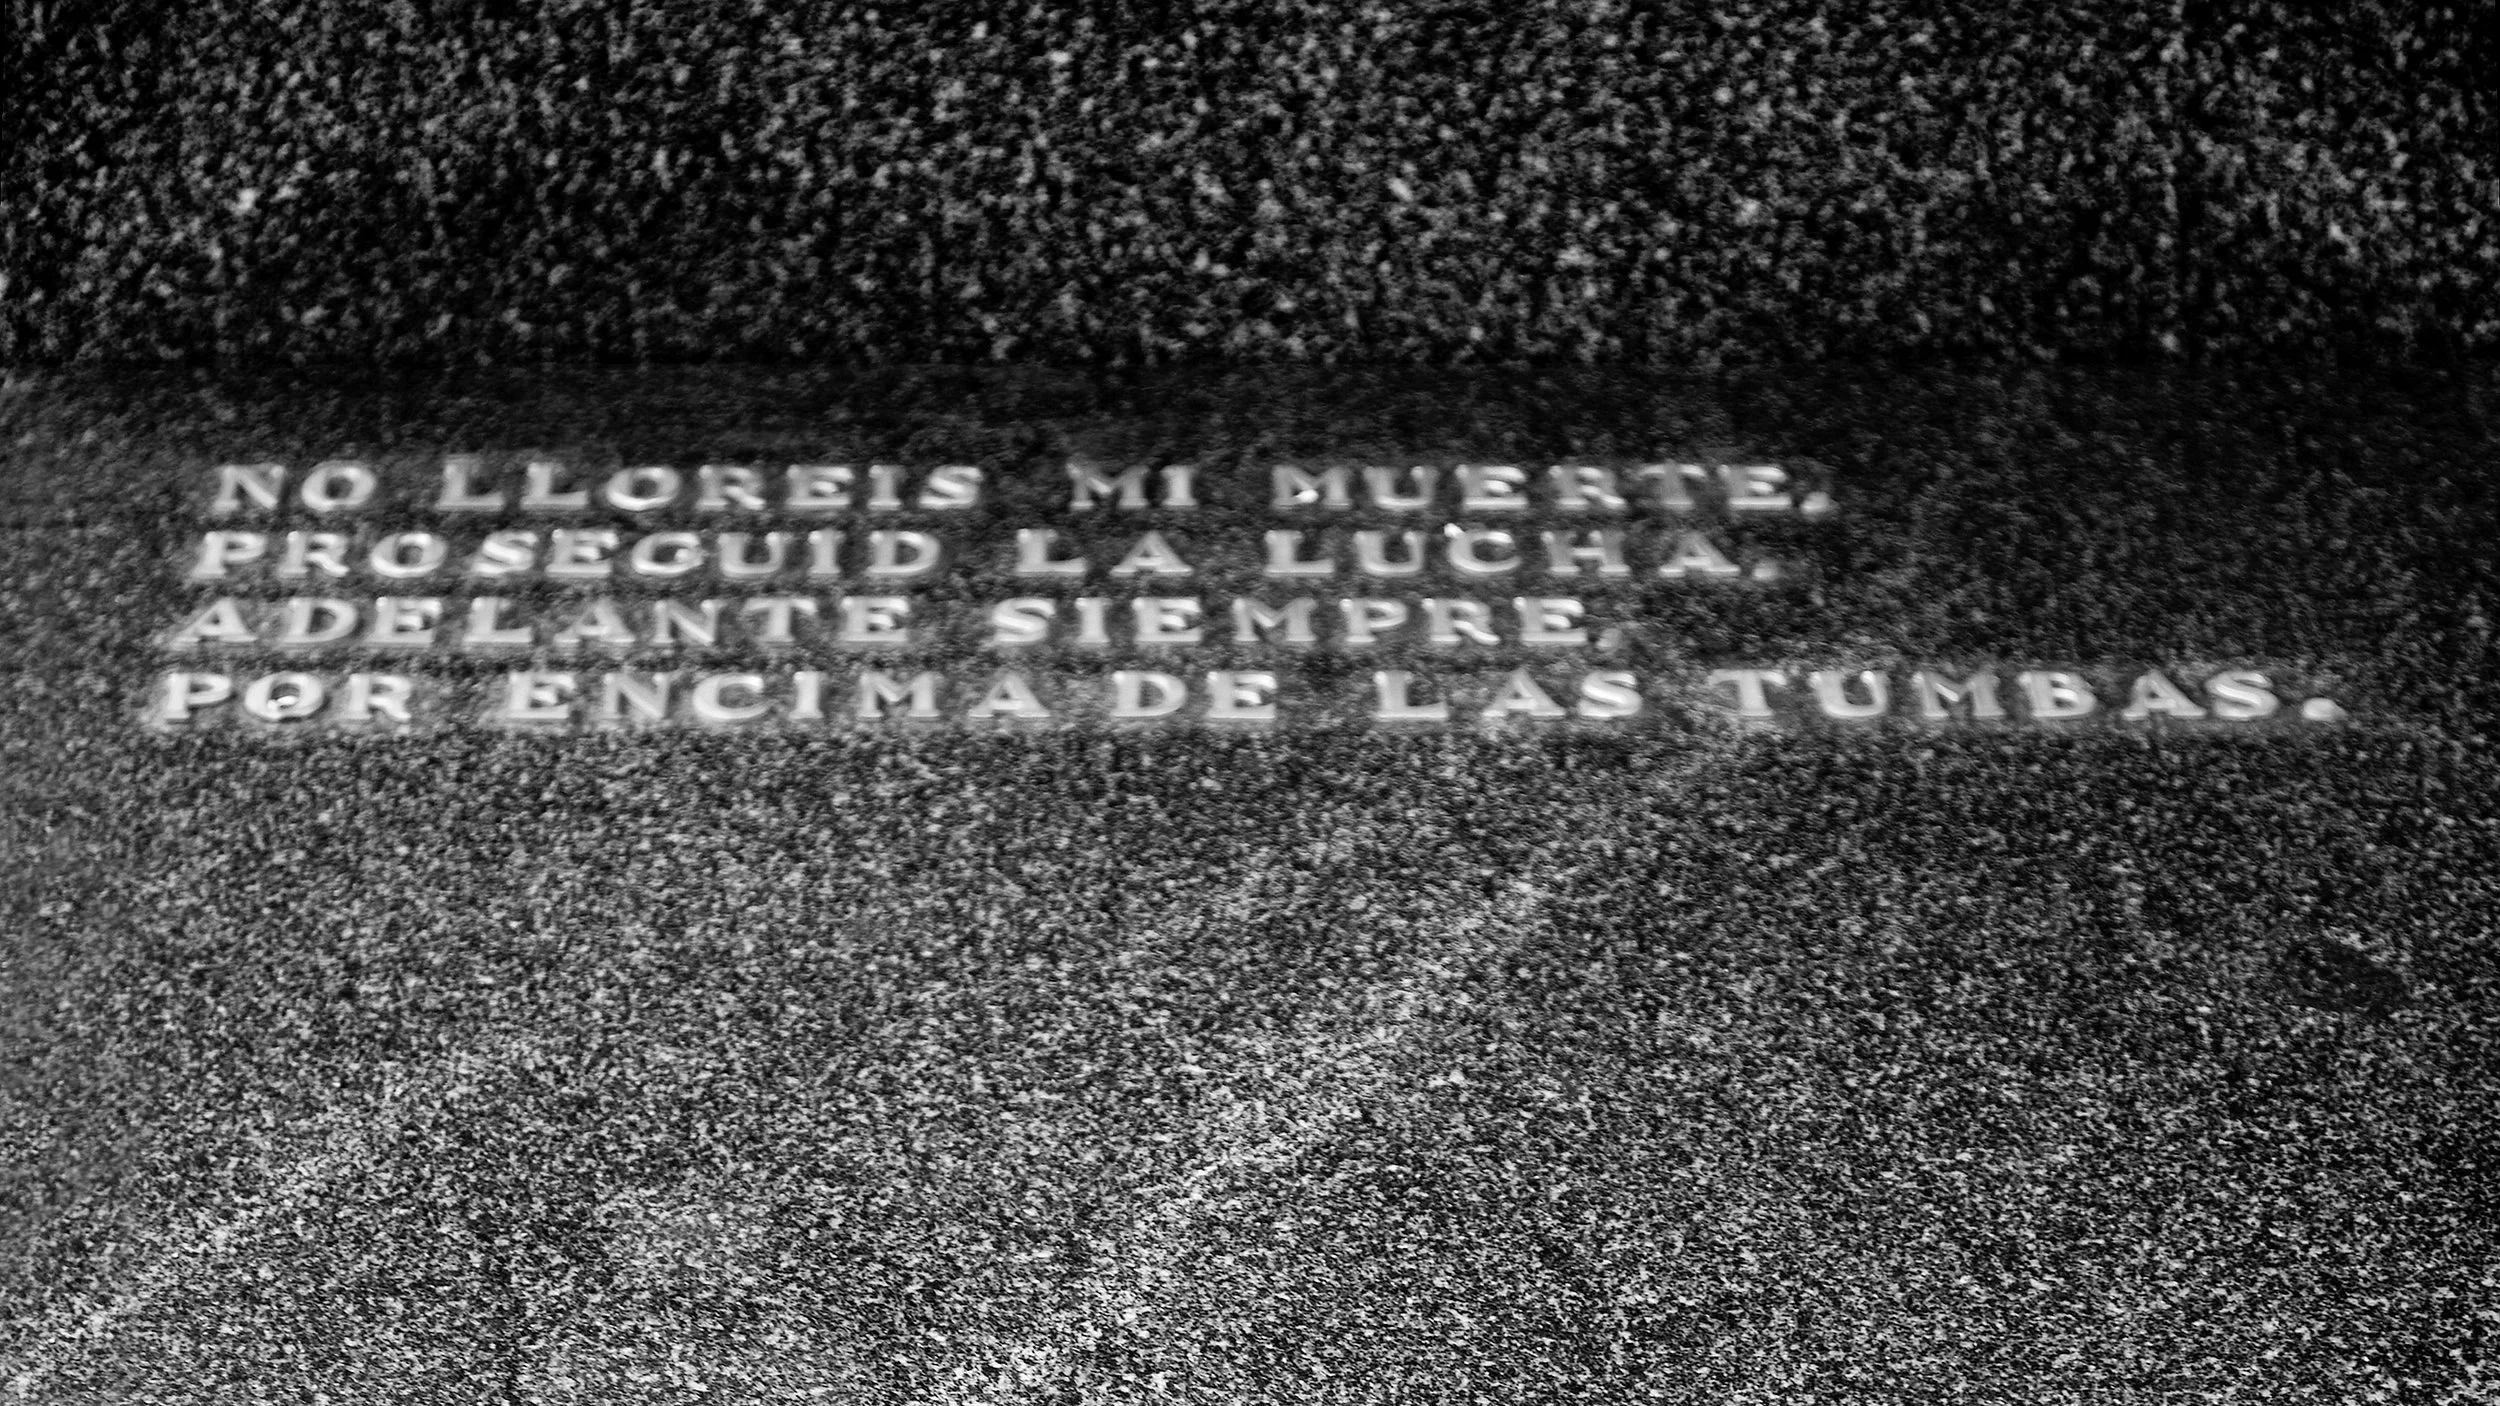 NO LLOREIS MI MUERTE.
PROSEGUID LA LUCHA.
ADELANTE SIEMPRE.
POR ENCIMA DE LAS TUMBAS.